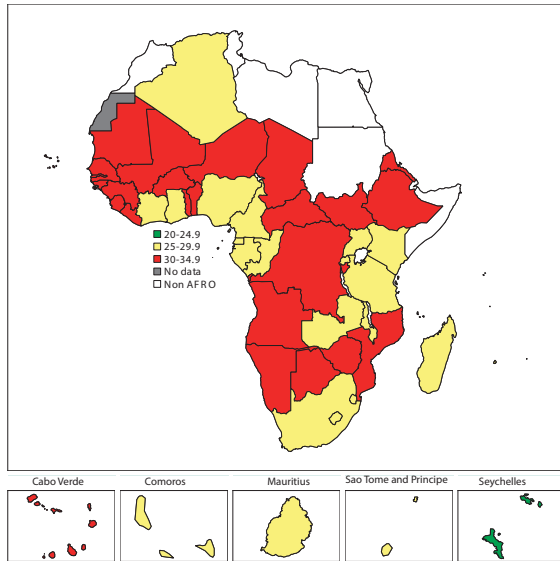 20-24.9
25-29.9
30-34.9
No data
Non AFRO
Cabo Verde
Comoros
Mauritius
Sao Tome and Principe
Seychelles